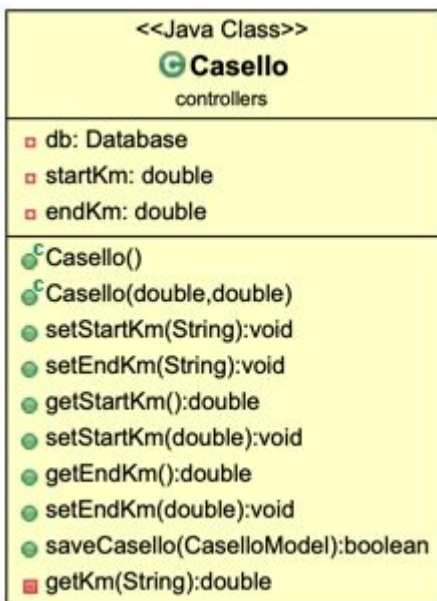 <<Java Class>>
Casello
controllers
db: Database
startKm: double
endKm: double
Casello()
Casello(double,double)
setStartKm(String):void
setEndKm(String):void
getStartKm():double
setStartKm(double):void
getEndKm():double
setEndKm(double):void
saveCasello(CaselloModel):boolean
getKm(String):double